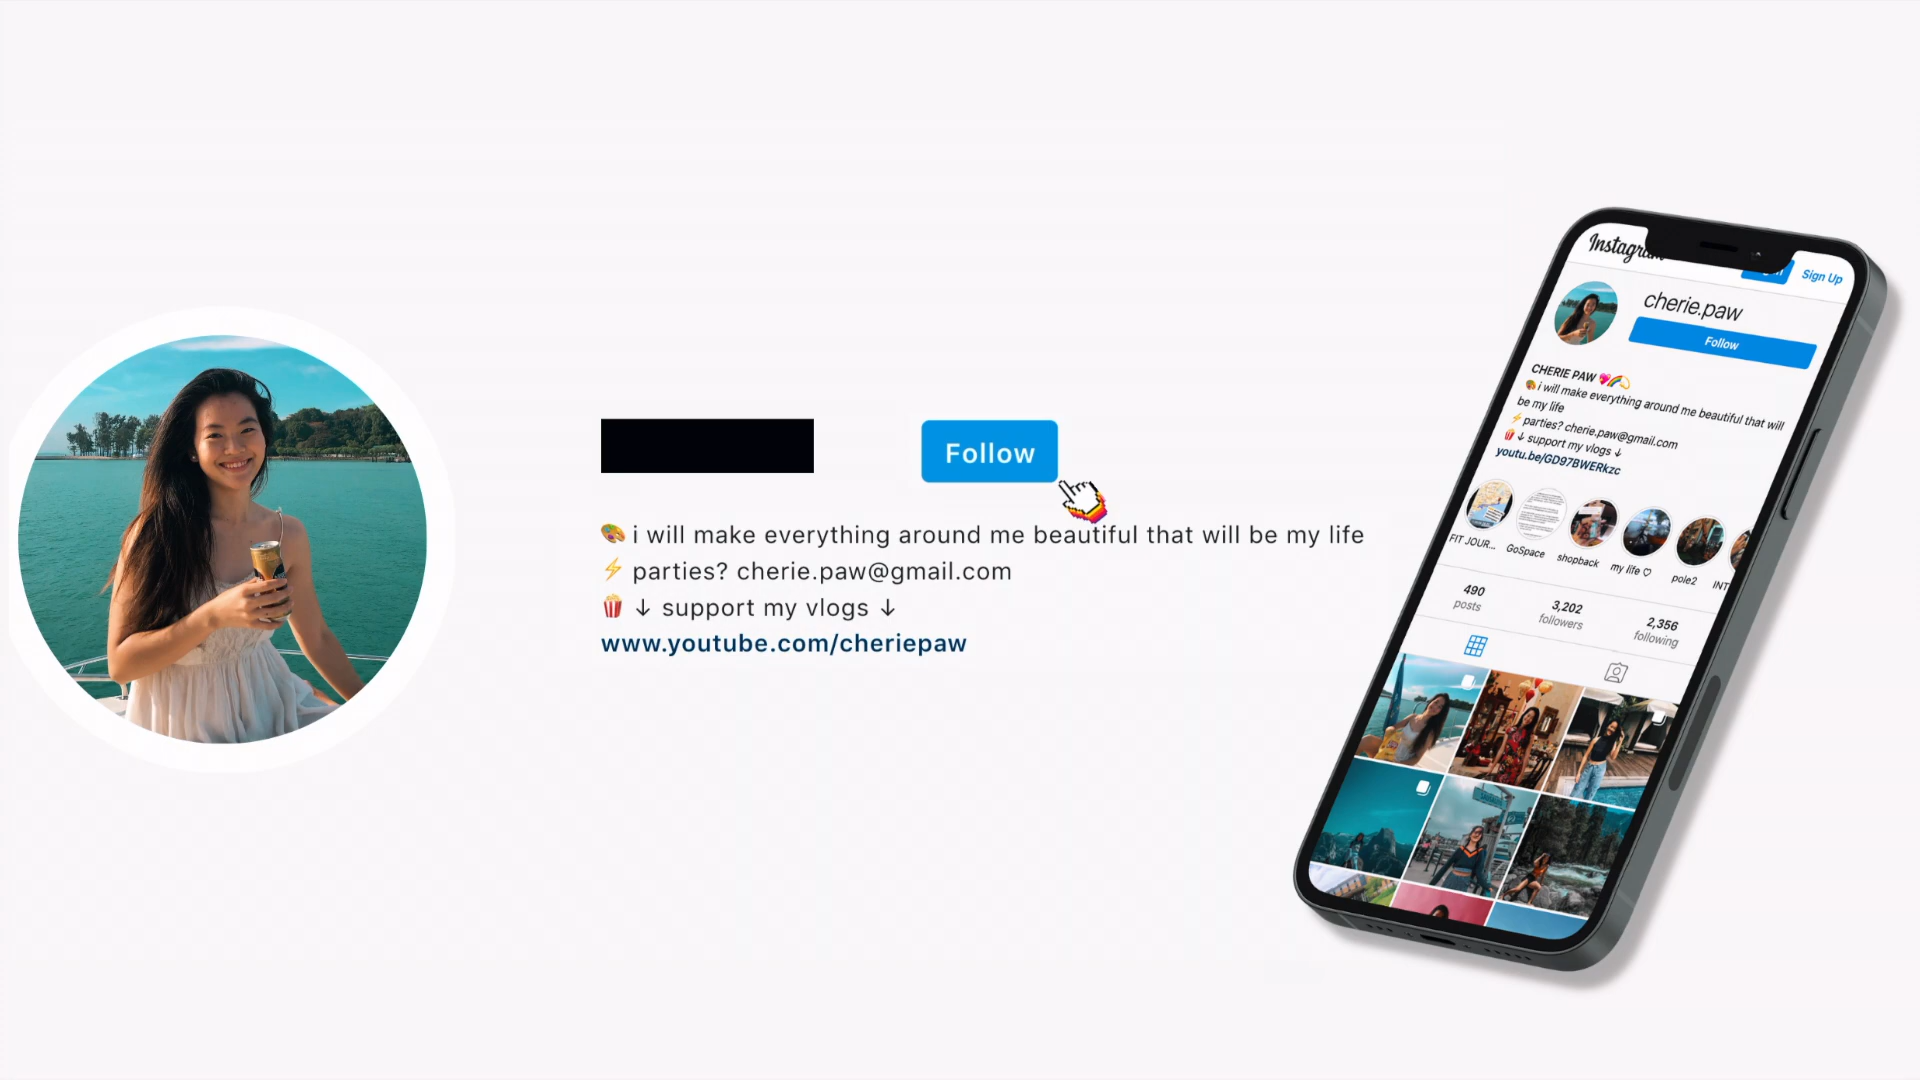 Follow
🎨 i will make everything around me beautiful that will be my life
⚡ parties? cherie.paw@gmail.com
🍿 ↓ support my vlogs ↓
www.youtube.com/cheriepaw
Instagram
Sign Up
cherie.paw
Follow
CHERIE PAW 💖🌈💫
🎨 i will make everything around me beautiful that will
be my life
⚡ parties? cherie.paw@gmail.com
🍿 ↓ support my vlogs ↓
youtu.be/GD97BWERkzc
FIT JOUR... GoSpace shopback my life ♡ pole2 INT
490 3,202 2,356
posts followers following